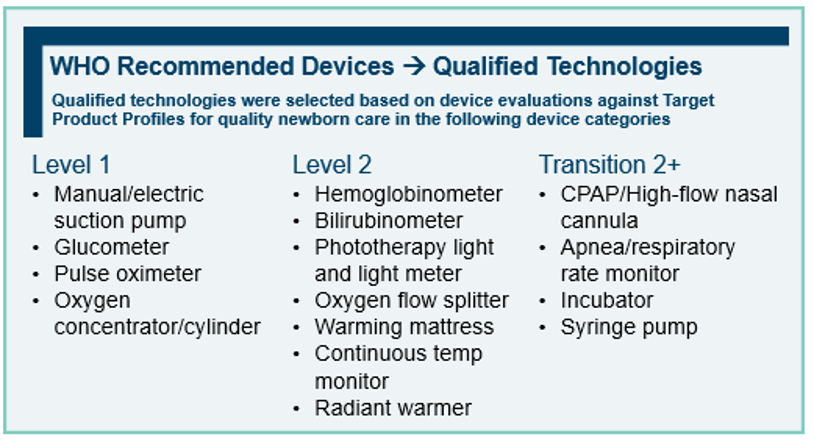 WHO Recommended Devices → Qualified Technologies
Qualified technologies were selected based on device evaluations against Target
Product Profiles for quality newborn care in the following device categories
Level 1
• Manual/electric
suction pump
• Glucometer
• Pulse oximeter
• Oxygen
concentrator/cylinder
Level 2
• Hemoglobinometer
• Bilirubinometer
• Phototherapy light
and light meter
• Oxygen flow splitter
• Warming mattress
• Continuous temp
monitor
• Radiant warmer
Transition 2+
• CPAP/High-flow nasal
cannula
• Apnea/respiratory
rate monitor
• Incubator
• Syringe pump